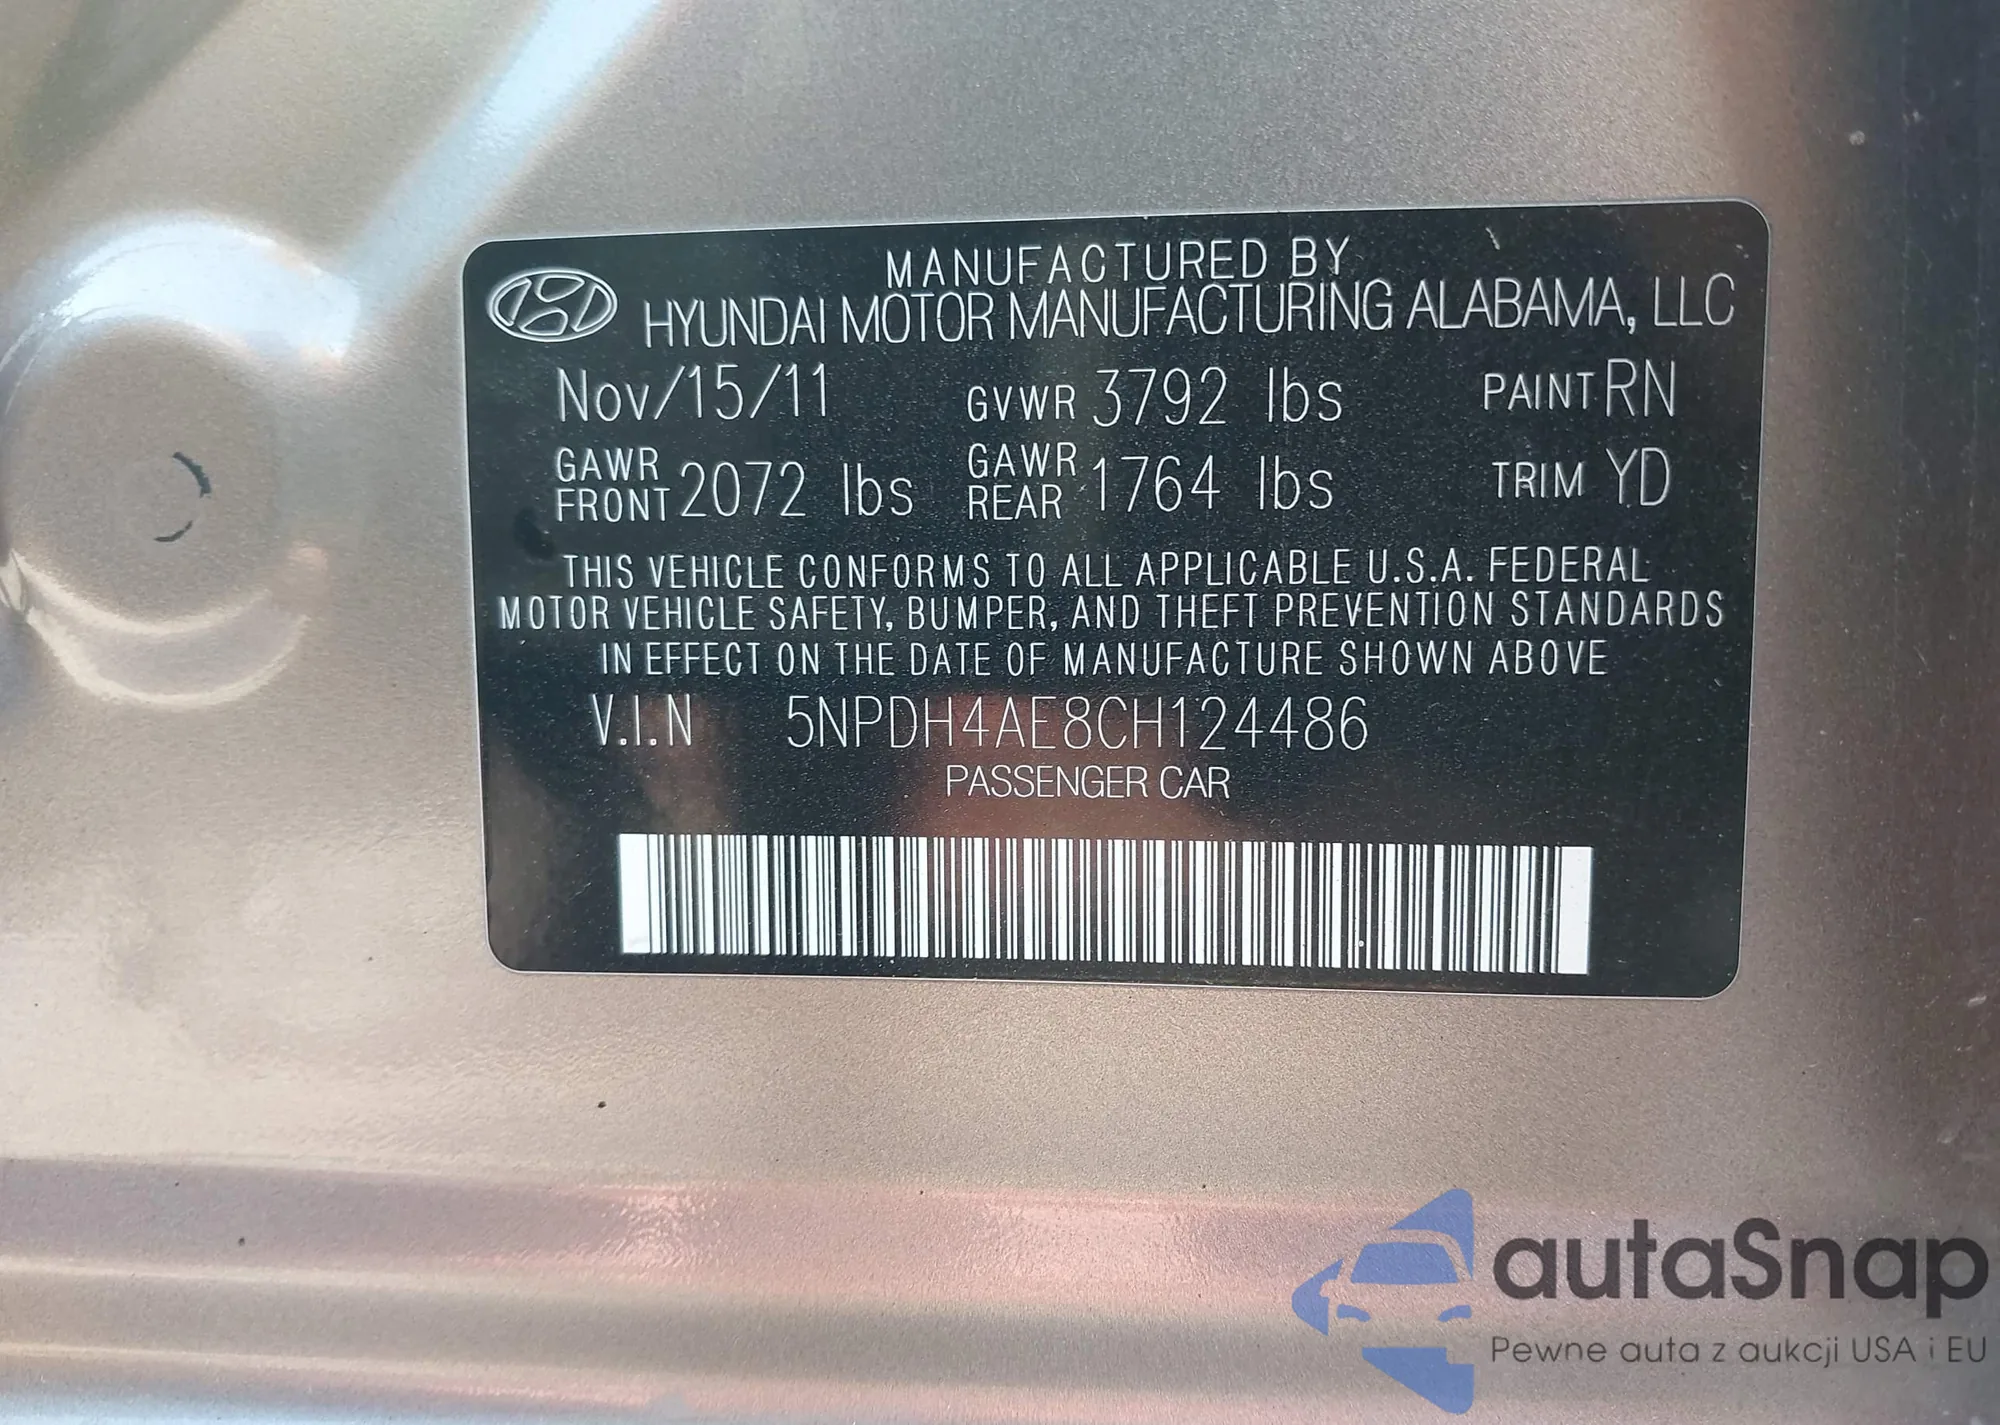 MANUFACTURED BY
HYUNDAI MOTOR MANUFACTURING ALABAMA, LLC
Nov/15/11 GVWR 3792 lbs PAINT RN
GAWR FRONT 2072 lbs GAWR REAR 1764 lbs TRIM YD
THIS VEHICLE CONFORMS TO ALL APPLICABLE U.S.A. FEDERAL
MOTOR VEHICLE SAFETY, BUMPER, AND THEFT PREVENTION STANDARDS
IN EFFECT ON THE DATE OF MANUFACTURE SHOWN ABOVE
V.I.N 5NPDH4AE8CH124486
PASSENGER CAR
autaSnap
Pewne auta z aukcji USA i EU